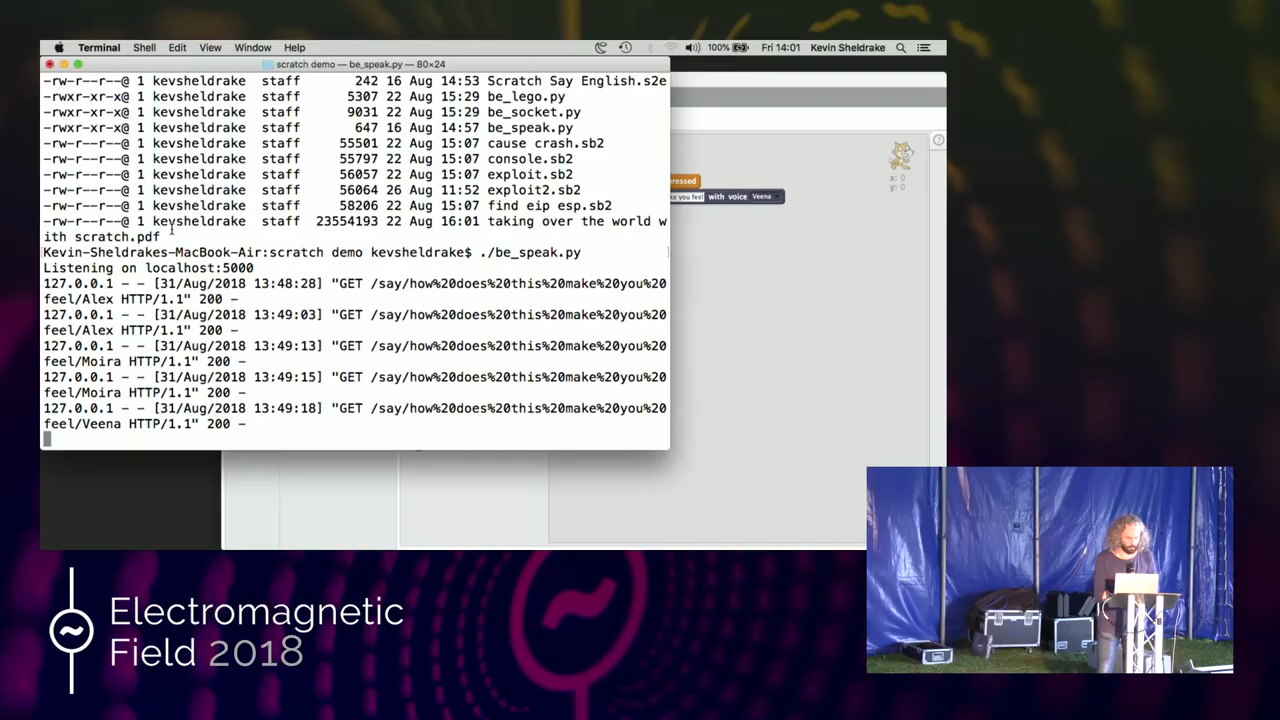 Terminal Shell Edit View Window Help 100% Fri 14:01 Kevin Sheldrake
scratch demo — be_speak.py — 80×24
-rw-r--r--@ 1 kevsheldrake staff 242 16 Aug 14:53 Scratch Say English.s2e
-rwxr-xr-x@ 1 kevsheldrake staff 5307 22 Aug 15:29 be_lego.py
-rwxr-xr-x@ 1 kevsheldrake staff 9031 22 Aug 15:29 be_socket.py
-rwxr-xr-x@ 1 kevsheldrake staff 647 16 Aug 14:57 be_speak.py
-rw-r--r--@ 1 kevsheldrake staff 55501 22 Aug 15:07 cause crash.sb2
-rw-r--r--@ 1 kevsheldrake staff 55797 22 Aug 15:07 console.sb2
-rw-r--r--@ 1 kevsheldrake staff 56057 22 Aug 15:07 exploit.sb2
-rw-r--r--@ 1 kevsheldrake staff 56064 26 Aug 11:52 exploit2.sb2
-rw-r--r--@ 1 kevsheldrake staff 58206 22 Aug 15:07 find eip esp.sb2
-rw-r--r--@ 1 kevsheldrake staff 23554193 22 Aug 16:01 taking over the world w
ith scratch.pdf
Kevin-Sheldrakes-MacBook-Air:scratch demo kevsheldrake$ ./be_speak.py
Listening on localhost:5000
127.0.0.1 - - [31/Aug/2018 13:48:28] "GET /say/how%20does%20this%20make%20you%20
feel/Alex HTTP/1.1" 200 -
127.0.0.1 - - [31/Aug/2018 13:49:03] "GET /say/how%20does%20this%20make%20you%20
feel/Alex HTTP/1.1" 200 -
127.0.0.1 - - [31/Aug/2018 13:49:13] "GET /say/how%20does%20this%20make%20you%20
feel/Moira HTTP/1.1" 200 -
127.0.0.1 - - [31/Aug/2018 13:49:15] "GET /say/how%20does%20this%20make%20you%20
feel/Moira HTTP/1.1" 200 -
127.0.0.1 - - [31/Aug/2018 13:49:18] "GET /say/how%20does%20this%20make%20you%20
feel/Veena HTTP/1.1" 200 -
x: 0
y: 0
ressed
ke you feel with voice Veena
Electromagnetic
Field 2018